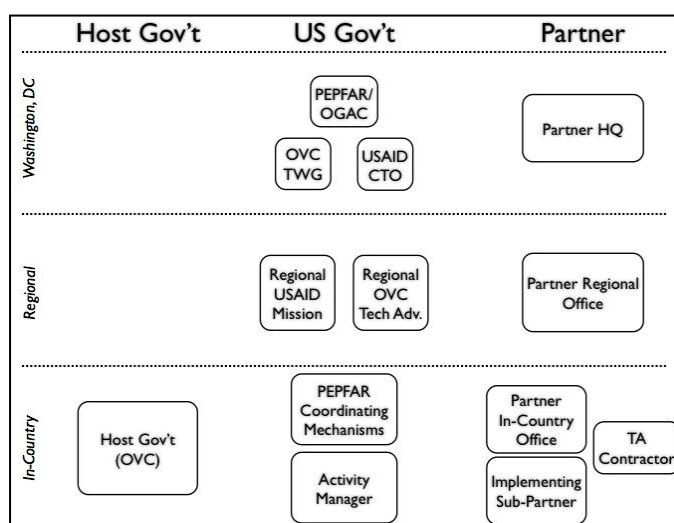 Host Gov't
US Gov't
Partner
Washington, DC
PEPFAR/
OGAC
OVC
TWG
USAID
CTO
Partner HQ
Regional
Regional
USAID
Mission
Regional
OVC
Tech Adv.
Partner Regional
Office
In-Country
Host Gov't
(OVC)
PEPFAR
Coordinating
Mechanisms
Activity
Manager
Partner
In-Country
Office
Implementing
Sub-Partner
TA
Contractor